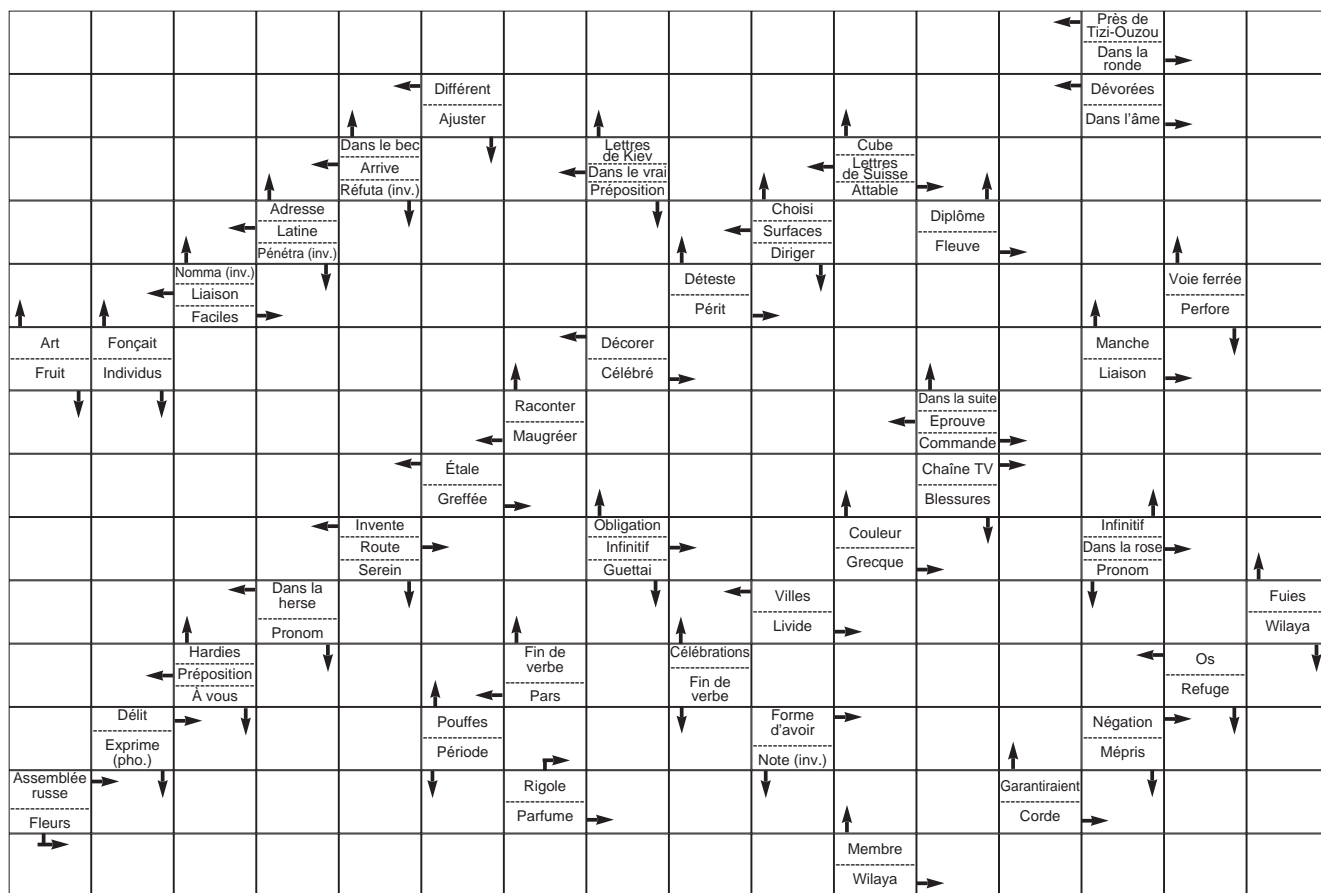 Près de
Tizi-Ouzou
Dans la
ronde
Différent
Ajuster
Dévorées
Dans l'âme
Dans le bec
Arrive
Réfuta (inv.)
Lettres
de Kiev
Dans le vrai
Préposition
Cube
Lettres
de Suisse
Attable
Adresse
Latine
Pénétra (inv.)
Choisi
Surfaces
Diriger
Diplôme
Fleuve
Nomma (inv.)
Liaison
Faciles
Déteste
Périt
Voie ferrée
Perfore
Art
Fruit
Fonçait
Individus
Décorer
Célébré
Manche
Liaison
Raconter
Maugréer
Dans la suite
Eprouve
Commande
Étale
Greffée
Chaîne TV
Blessures
Invente
Route
Serein
Obligation
Infinitif
Guettai
Couleur
Grecque
Infinitif
Dans la rose
Pronom
Dans la
herse
Pronom
Villes
Livide
Fuies
Wilaya
Hardies
Préposition
À vous
Fin de
verbe
Pars
Célébrations
Fin de
verbe
Os
Refuge
Délit
Exprime
(pho.)
Pouffes
Période
Forme
d'avoir
Note (inv.)
Négation
Mépris
Assemblée
russe
Fleurs
Rigole
Parfume
Garantiraient
Corde
Membre
Wilaya